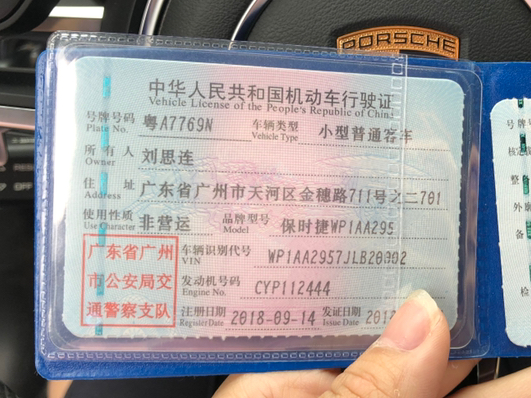 PORSCHE
中华人民共和国机动车行驶证
Vehicle License of the People's Republic of China
号牌号码 粤A7769N 车辆类型 小型普通客车
Plate No. Vehicle Type
所有人 刘思连
Owner
住址 广东省广州市天河区金穗路711号之二701
Address
使用性质 非营运 品牌型号 保时捷WP1AA295
Use Character Model
广东省广州市公安局交通警察支队
车辆识别代号 WP1AA2957JLB20002
VIN
发动机号码 CYP112444
Engine No.
注册日期 2018-09-14 发证日期 201
Register Date Issue Date